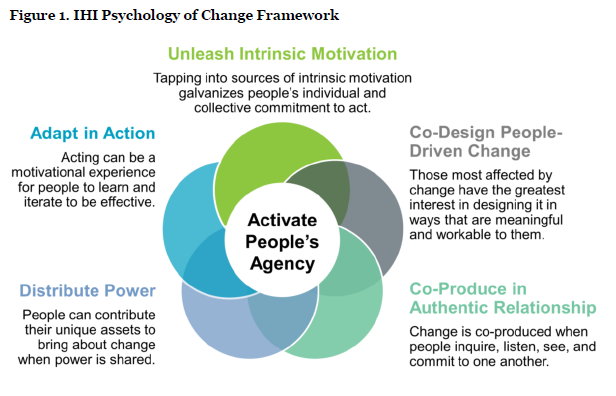 Figure 1. IHI Psychology of Change Framework
Unleash Intrinsic Motivation
Tapping into sources of intrinsic motivation
galvanizes people's individual and
collective commitment to act.
Adapt in Action
Acting can be a
motivational experience
for people to learn and
iterate to be effective.
Co-Design People-
Driven Change
Those most affected by
change have the greatest
interest in designing it in
ways that are meaningful
and workable to them.
Activate
People's
Agency
Distribute Power
People can contribute
their unique assets to
bring about change
when power is shared.
Co-Produce in
Authentic Relationship
Change is co-produced when
people inquire, listen, see, and
commit to one another.